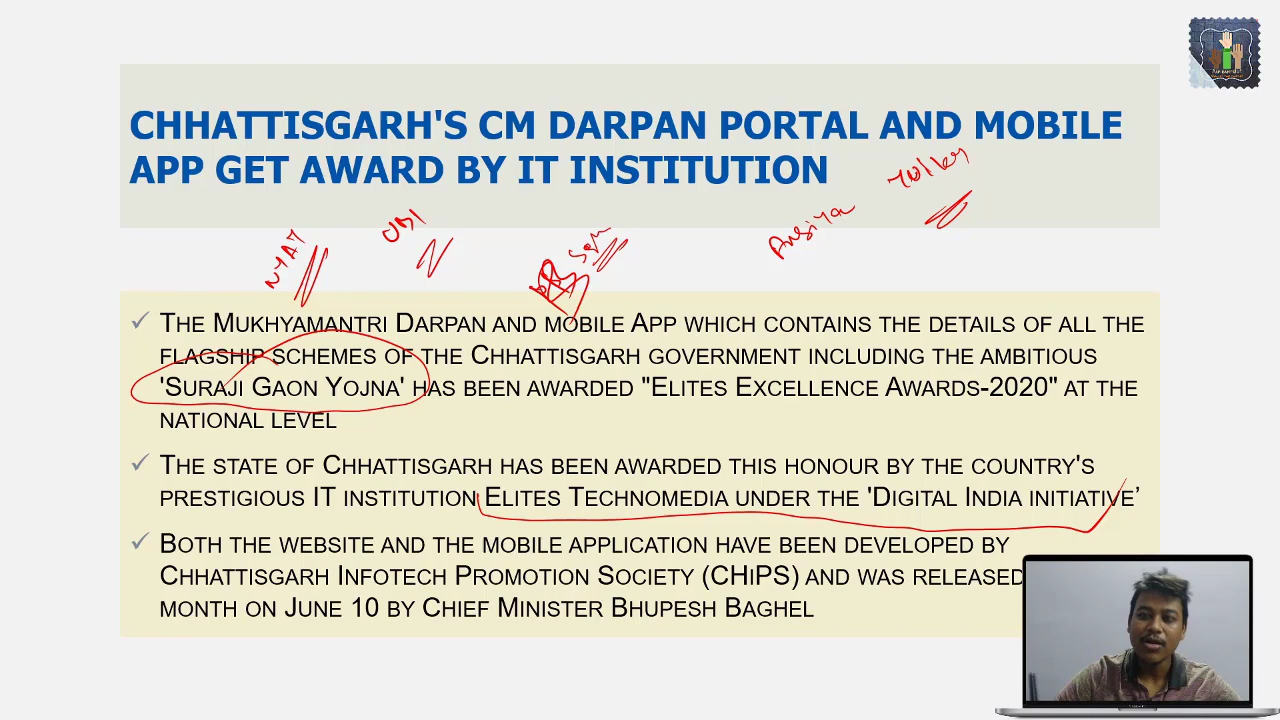 CHHATTISGARH'S CM DARPAN PORTAL AND MOBILE
APP GET AWARD BY IT INSTITUTION
NYAY
UBI
THE MUKHYAMANTRI DARPAN AND MOBILE APP WHICH CONTAINS THE DETAILS OF ALL THE
FLAGSHIP SCHEMES OF THE CHHATTISGARH GOVERNMENT INCLUDING THE AMBITIOUS
'SURAJI GAON YOJNA' HAS BEEN AWARDED "ELITES EXCELLENCE AWARDS-2020" AT THE
NATIONAL LEVEL
THE STATE OF CHHATTISGARH HAS BEEN AWARDED THIS HONOUR BY THE COUNTRY'S
PRESTIGIOUS IT INSTITUTION ELITES TECHNOMEDIA UNDER THE 'DIGITAL INDIA INITIATIVE’
BOTH THE WEBSITE AND THE MOBILE APPLICATION HAVE BEEN DEVELOPED BY
CHHATTISGARH INFOTECH PROMOTION SOCIETY (CHiPS) AND WAS RELEASED
MONTH ON JUNE 10 BY CHIEF MINISTER BHUPESH BAGHEL